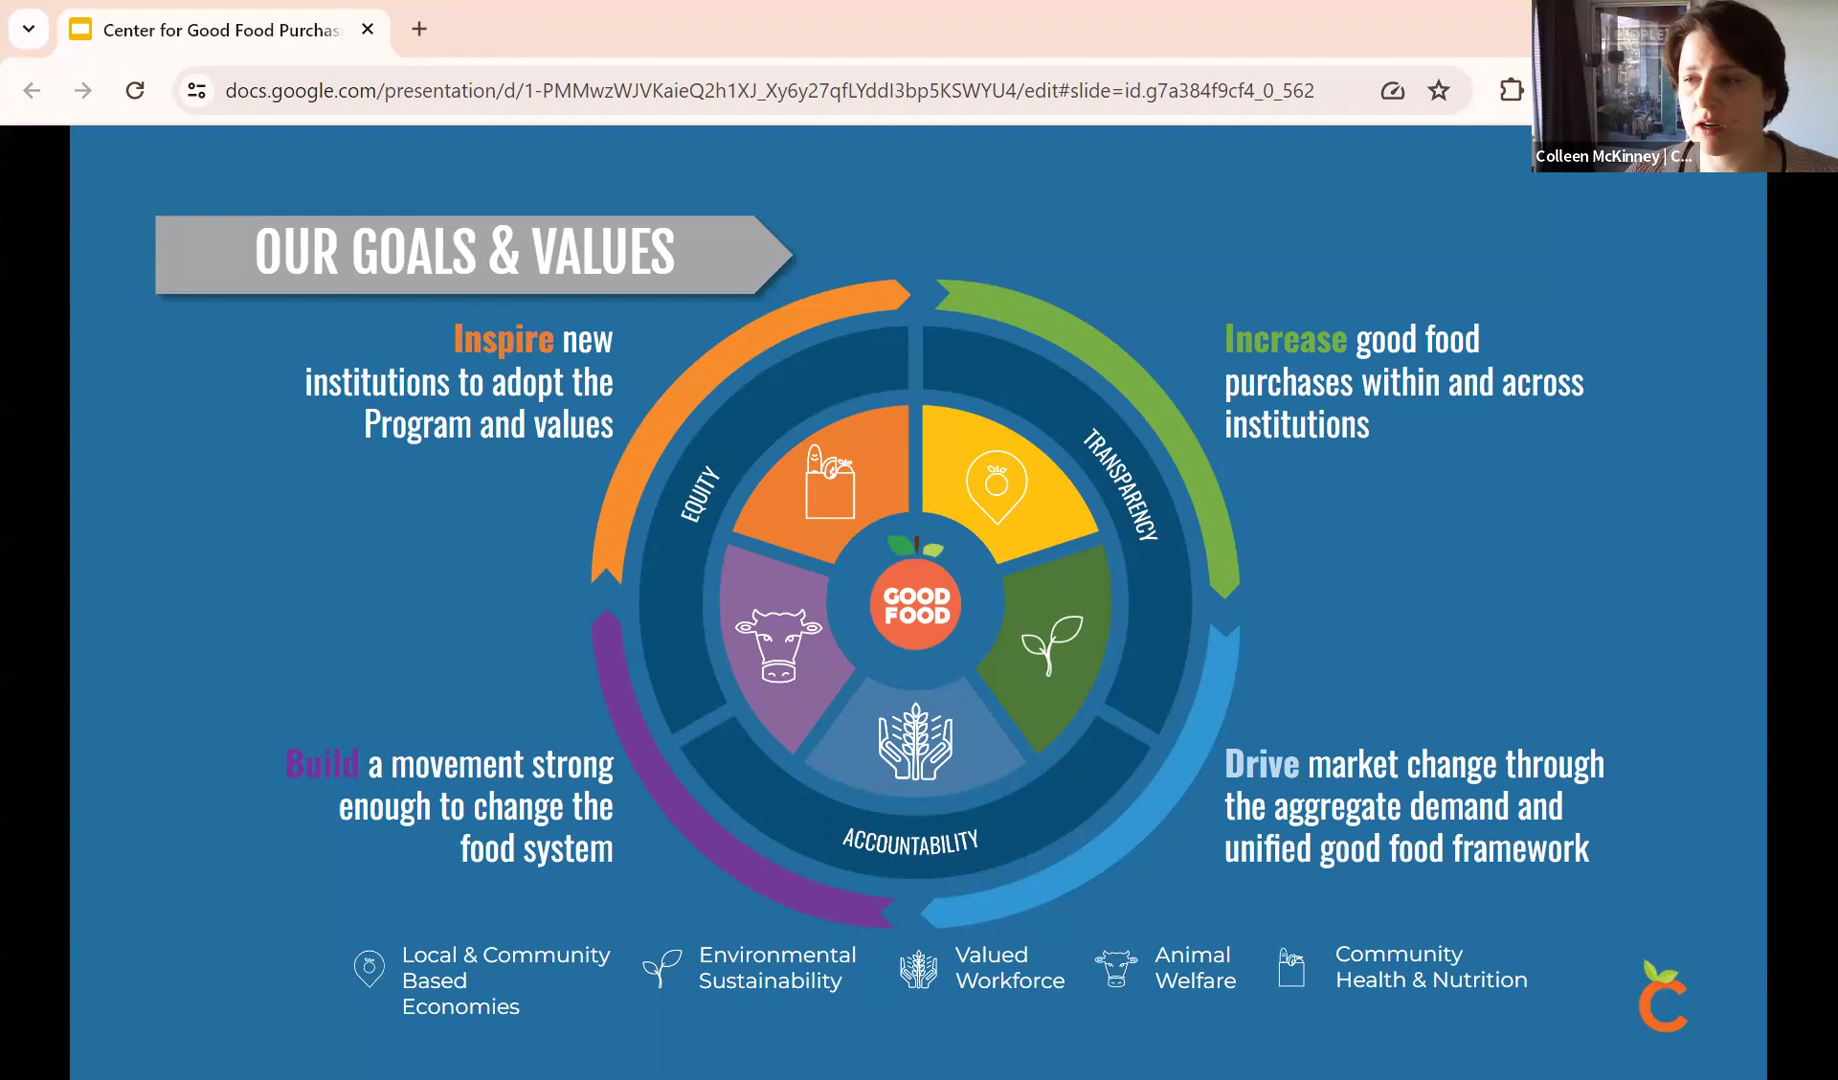 Center for Good Food Purchas
docs.google.com/presentation/d/1-PMMwzWJVKaieQ2h1XJ_Xy6y27qfLYddI3bp5KSWYU4/edit#slide=id.g7a384f9cf4_0_562
Colleen McKinney | C...
OUR GOALS & VALUES
Inspire new
institutions to adopt the
Program and values
Increase good food
purchases within and across
institutions
EQUITY
TRANSPARENCY
GOOD
FOOD
ACCOUNTABILITY
Build a movement strong
enough to change the
food system
Drive market change through
the aggregate demand and
unified good food framework
Local & Community
Based
Economies
Environmental
Sustainability
Valued
Workforce
Animal
Welfare
Community
Health & Nutrition